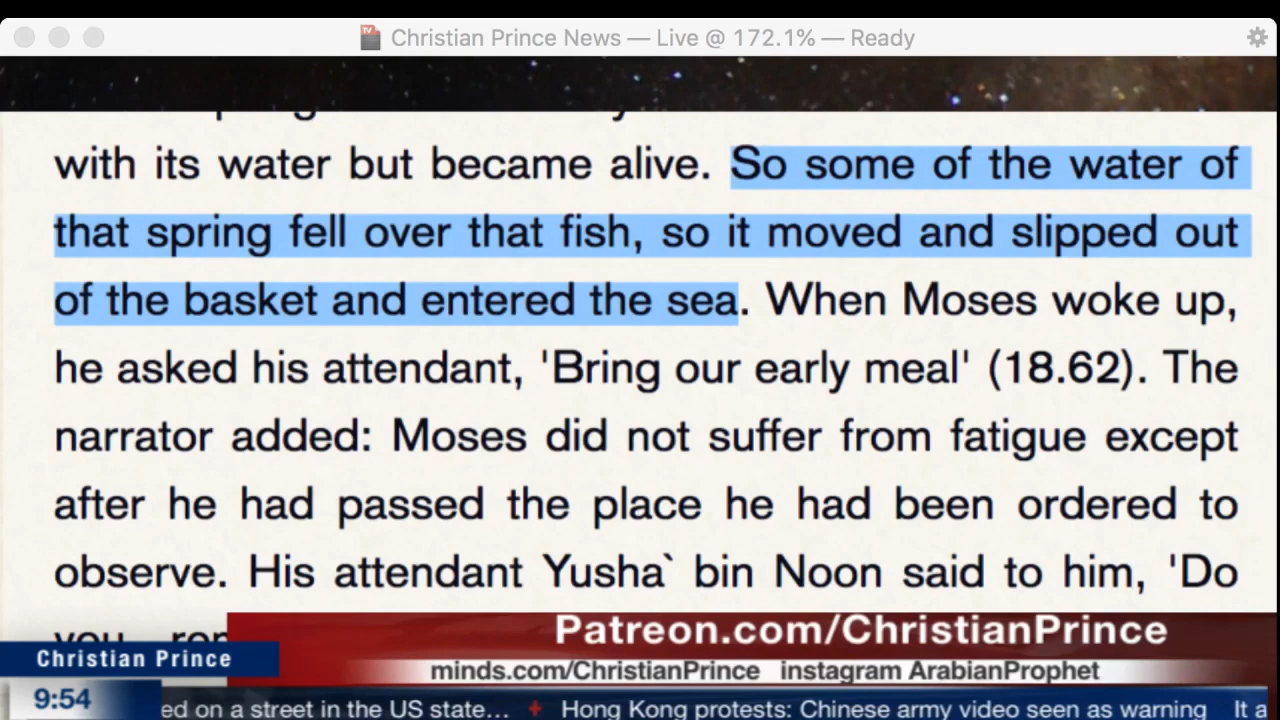 Christian Prince News — Live @ 172.1% — Ready
with its water but became alive. So some of the water of
that spring fell over that fish, so it moved and slipped out
of the basket and entered the sea. When Moses woke up,
he asked his attendant, 'Bring our early meal' (18.62). The
narrator added: Moses did not suffer from fatigue except
after he had passed the place he had been ordered to
observe. His attendant Yusha` bin Noon said to him, 'Do
you
Patreon.com/ChristianPrince
Christian Prince
minds.com/ChristianPrince instagram ArabianProphet
9:54
ed on a street in the US state... + Hong Kong protests: Chinese army video seen as warning It a